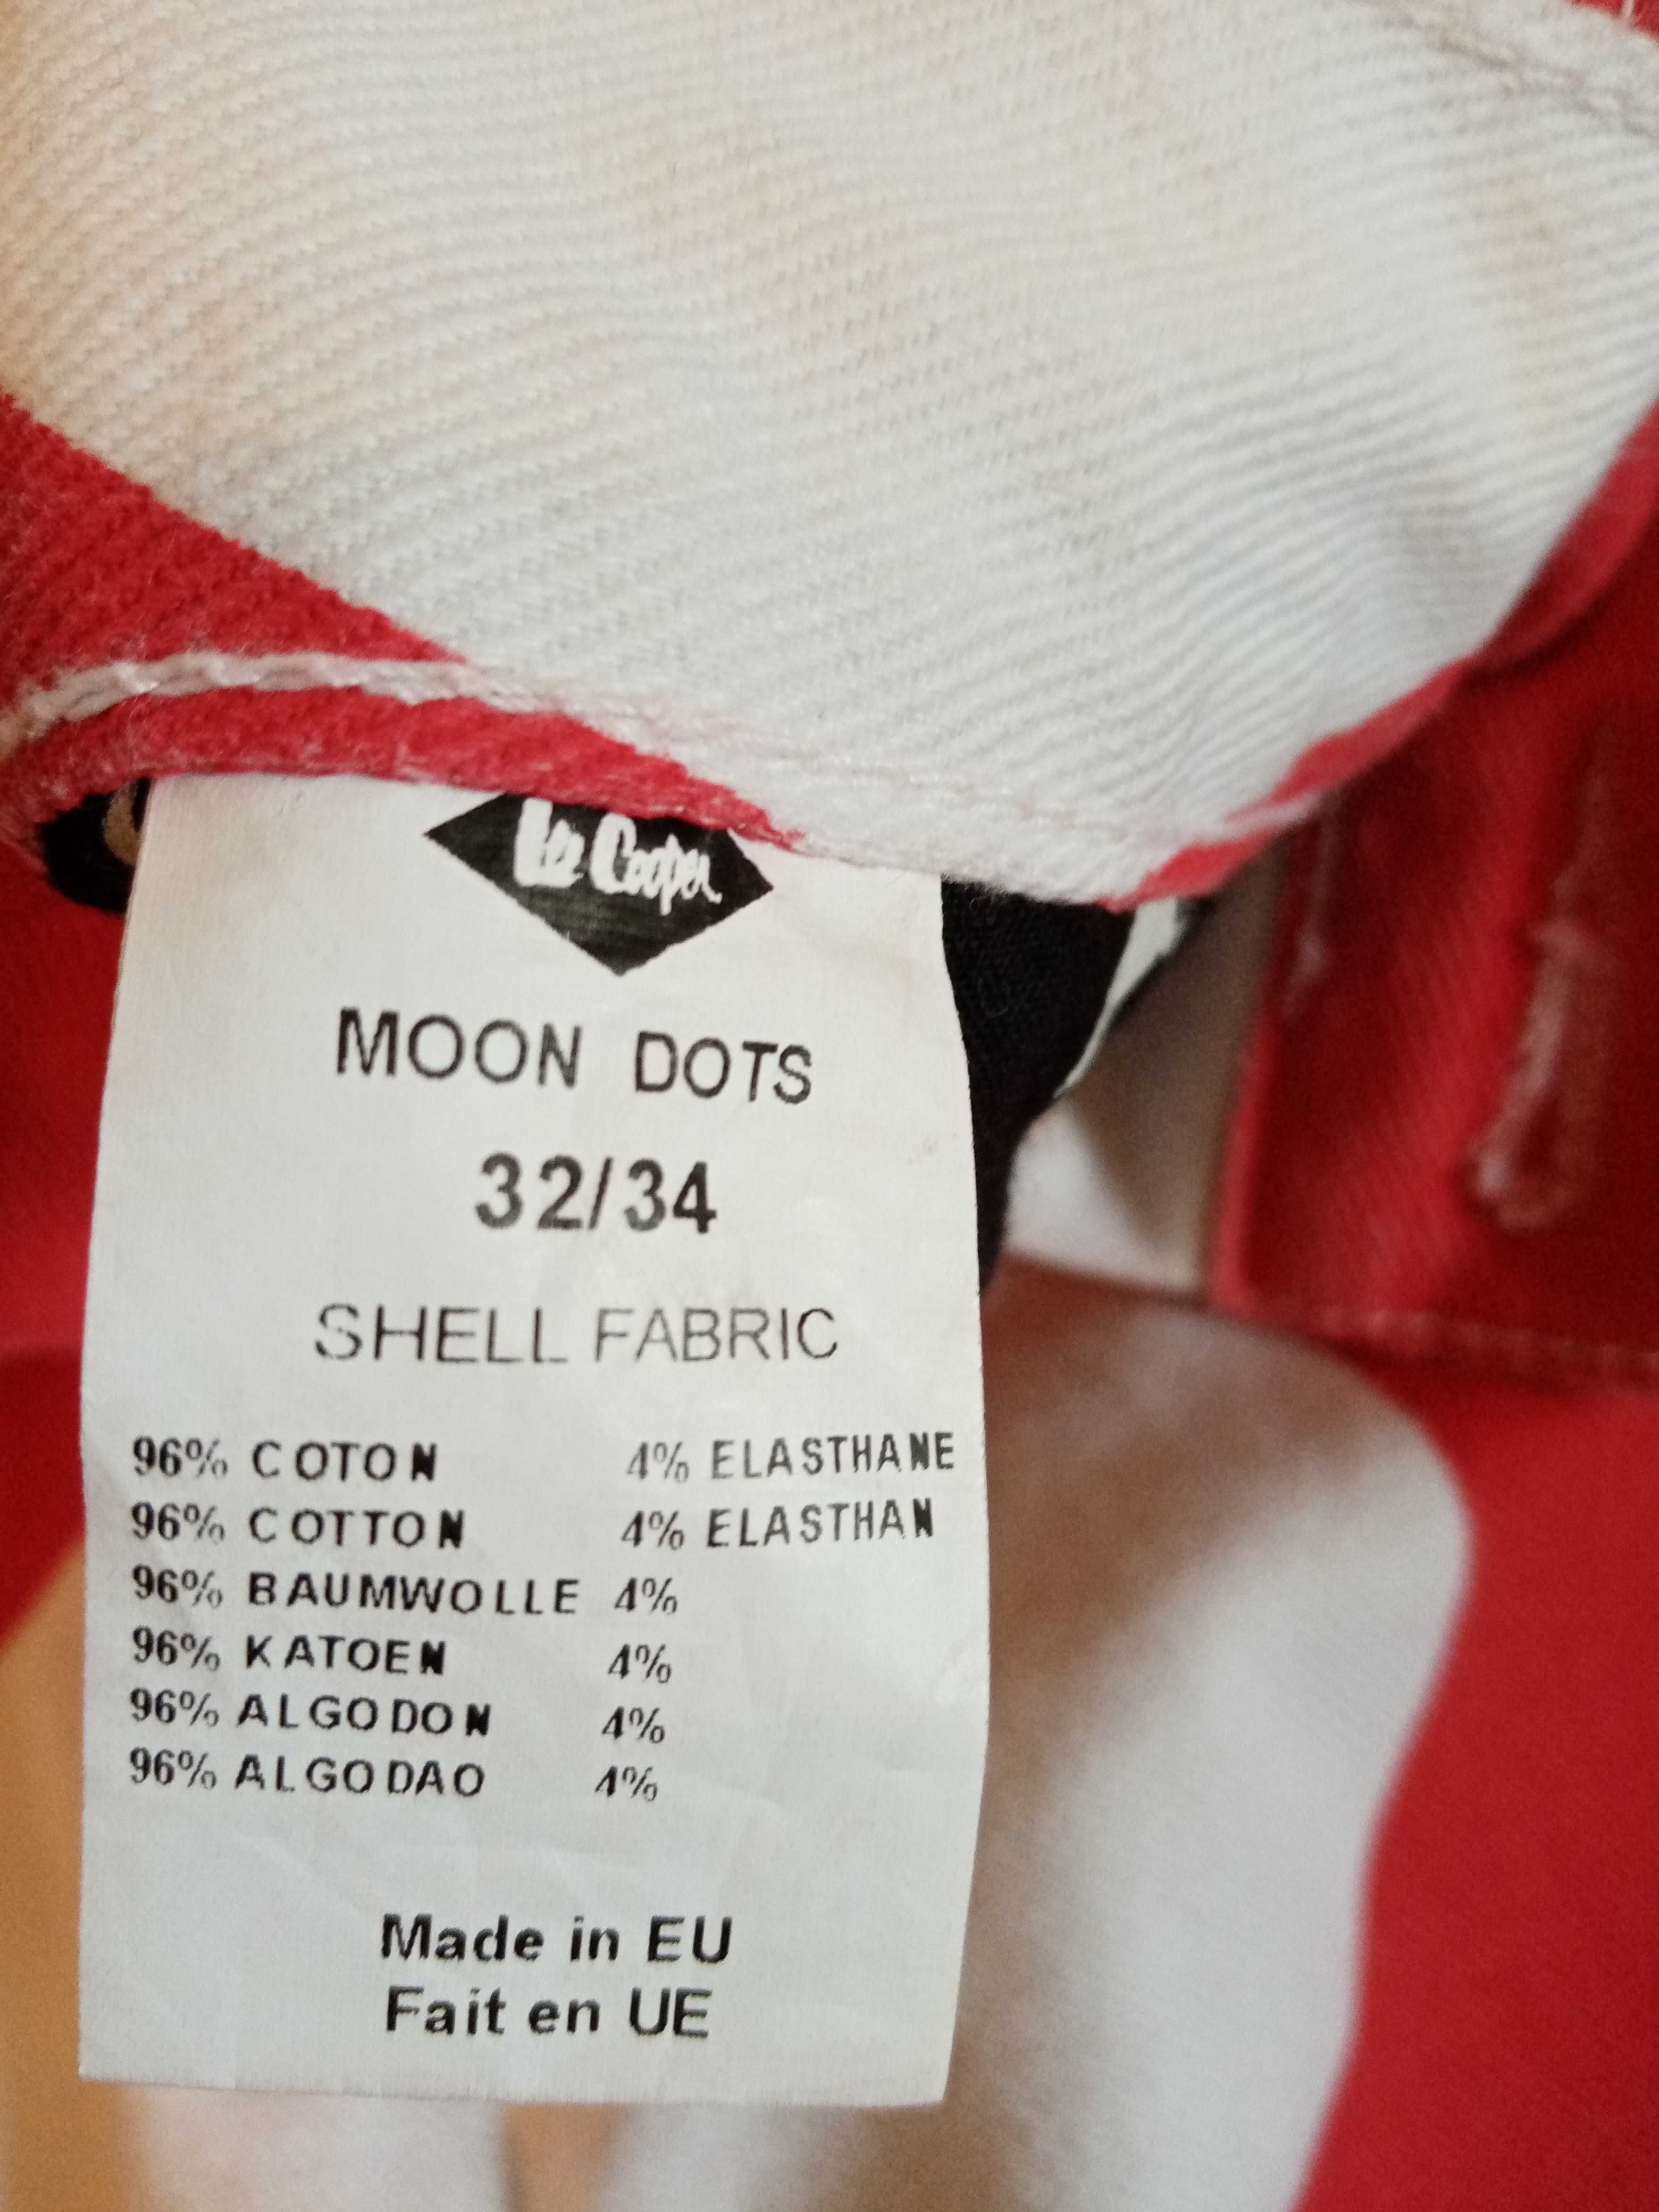 Lee Cooper
MOON DOTS
32/34
SHELL FABRIC
96% COTON 4% ELASTHANE
96% COTTON 4% ELASTHAN
96% BAUMWOLLE 4%
96% KATOEN 4%
96% ALGODON 4%
96% ALGODAO 4%
Made in EU
Fait en UE